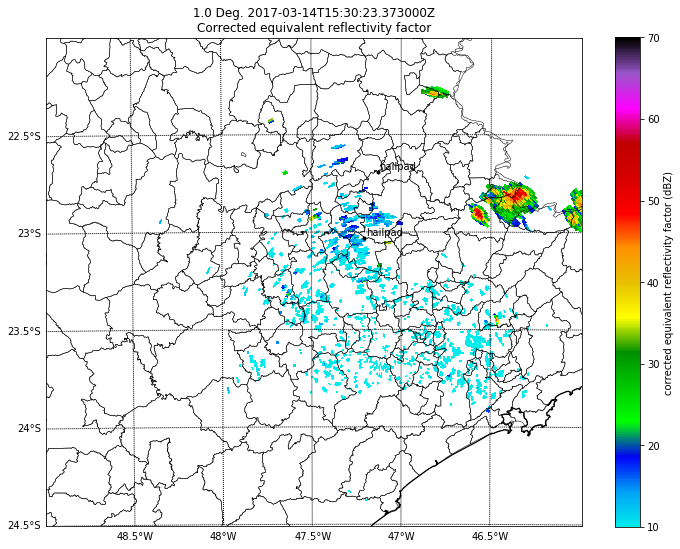 1.0 Deg. 2017-03-14T15:30:23.373000Z
Corrected equivalent reflectivity factor
22.5°S
23°S
23.5°S
24°S
24.5°S
hailpad
hailpad
48.5°W
48°W
47.5°W
47°W
46.5°W
70
60
50
40
30
20
10
corrected equivalent reflectivity factor (dBZ)